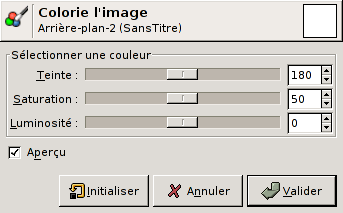 Colorie l'image
Arrière-plan-2 (SansTitre)
Sélectionner une couleur
Teinte : 180
Saturation : 50
Luminosité : 0
Aperçu
Initialiser Annuler Valider